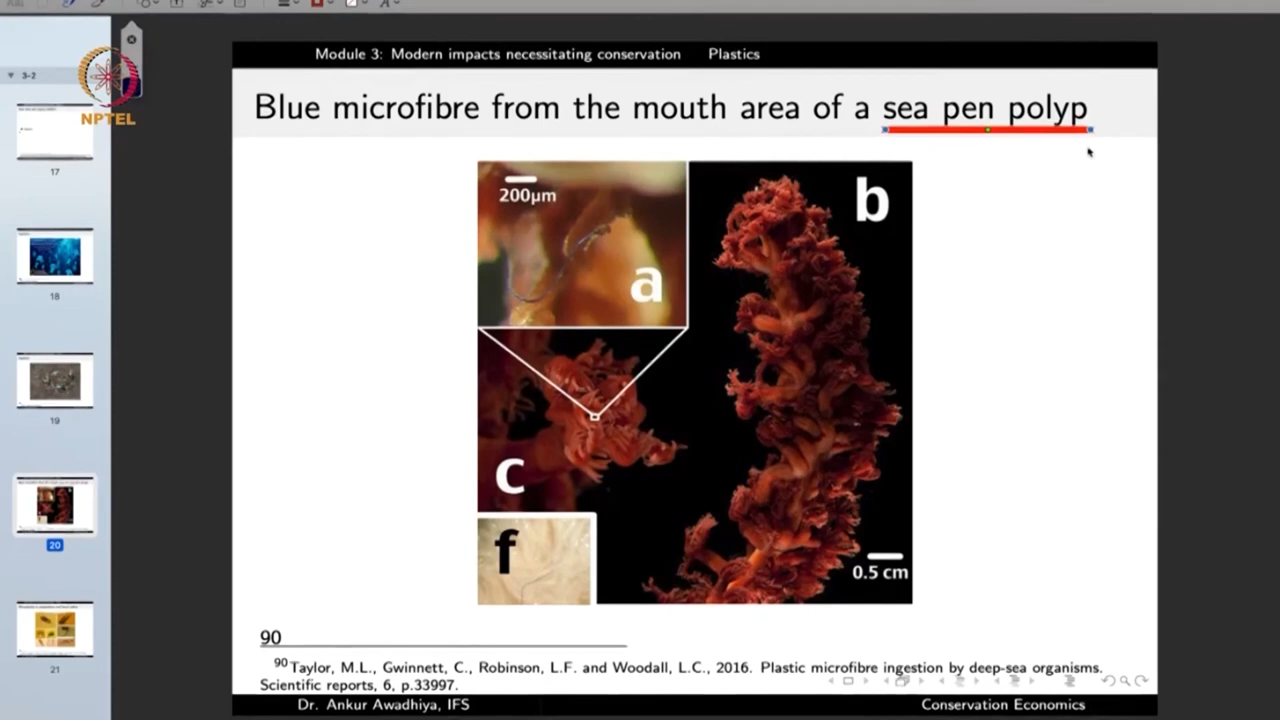 Module 3: Modern impacts necessitating conservation Plastics
3-2
NPTEL
17
18
19
20
21
Blue microfibre from the mouth area of a sea pen polyp
200µm
a
b
c
f
0.5 cm
90
90 Taylor, M.L., Gwinnett, C., Robinson, L.F. and Woodall, L.C., 2016. Plastic microfibre ingestion by deep-sea organisms.
Scientific reports, 6, p.33997.
Dr. Ankur Awadhiya, IFS Conservation Economics